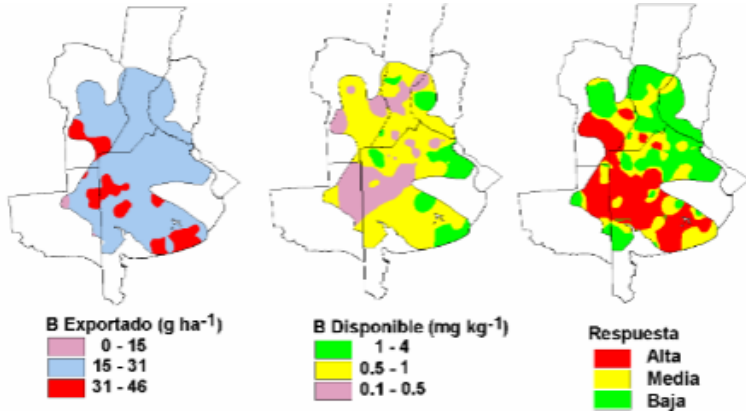 B Exportado (g ha-1)
0 - 15
15 - 31
31 - 46
B Disponible (mg kg-1)
1 - 4
0.5 - 1
0.1 - 0.5
Respuesta
Alta
Media
Baja